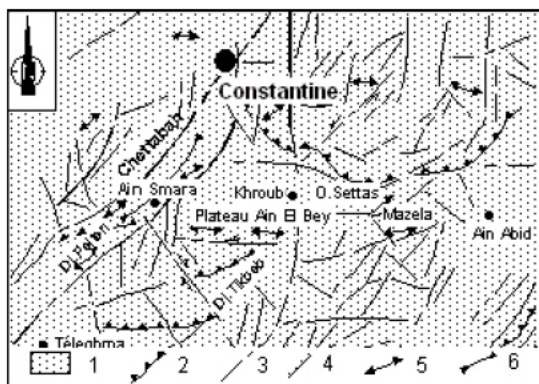 Constantine
Chettabah
Ain Smara
Khroub
O. Settas
Plateau Ain El Bey
Mazela
Ain Abid
Dj
Dj
Téleghma
1 2 3 4 5 6